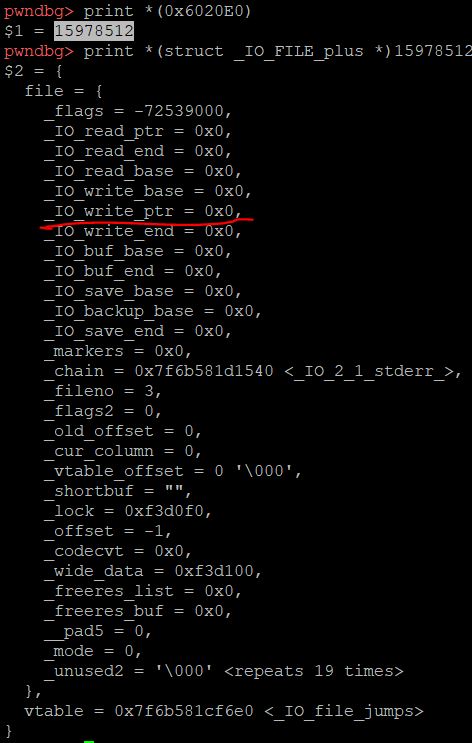 pwndbg> print *(0x6020E0)
$1 = 15978512
pwndbg> print *(struct _IO_FILE_plus *)15978512
$2 = {
  file = {
    _flags = -72539000,
    _IO_read_ptr = 0x0,
    _IO_read_end = 0x0,
    _IO_read_base = 0x0,
    _IO_write_base = 0x0,
    _IO_write_ptr = 0x0,
    _IO_write_end = 0x0,
    _IO_buf_base = 0x0,
    _IO_buf_end = 0x0,
    _IO_save_base = 0x0,
    _IO_backup_base = 0x0,
    _IO_save_end = 0x0,
    _markers = 0x0,
    _chain = 0x7f6b581d1540 <_IO_2_1_stderr_>,
    _fileno = 3,
    _flags2 = 0,
    _old_offset = 0,
    _cur_column = 0,
    _vtable_offset = 0 '\000',
    _shortbuf = "",
    _lock = 0xf3d0f0,
    _offset = -1,
    _codecvt = 0x0,
    _wide_data = 0xf3d100,
    _freeres_list = 0x0,
    _freeres_buf = 0x0,
    __pad5 = 0,
    _mode = 0,
    _unused2 = '\000' <repeats 19 times>
  },
  vtable = 0x7f6b581cf6e0 <_IO_file_jumps>
}